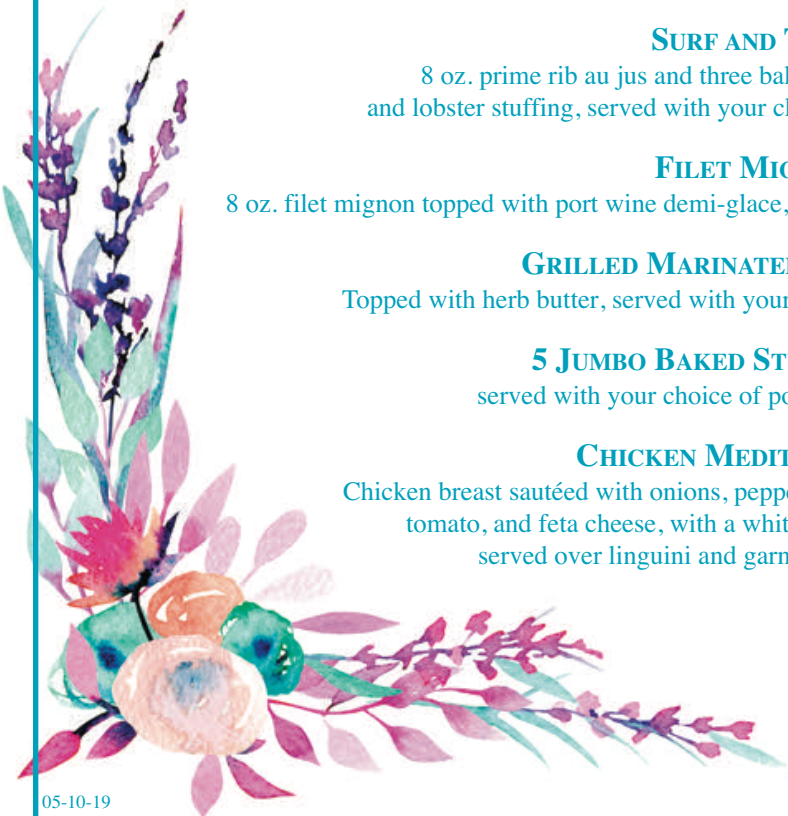 SURF AND
8 oz. prime rib au jus and three
and lobster stuffing, served with your
FILET
8 oz. filet mignon topped with port wine demi-glace,
GRILLED
Topped with herb butter, served with your
5 JUMBO BAKED
served with your choice of
CHICKEN
Chicken breast sautéed with onions,
tomato, and feta cheese, with a
served over linguini and
05-10-19